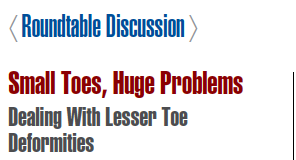 〈Roundtable Discussion〉
Small Toes, Huge Problems
Dealing With Lesser Toe
Deformities